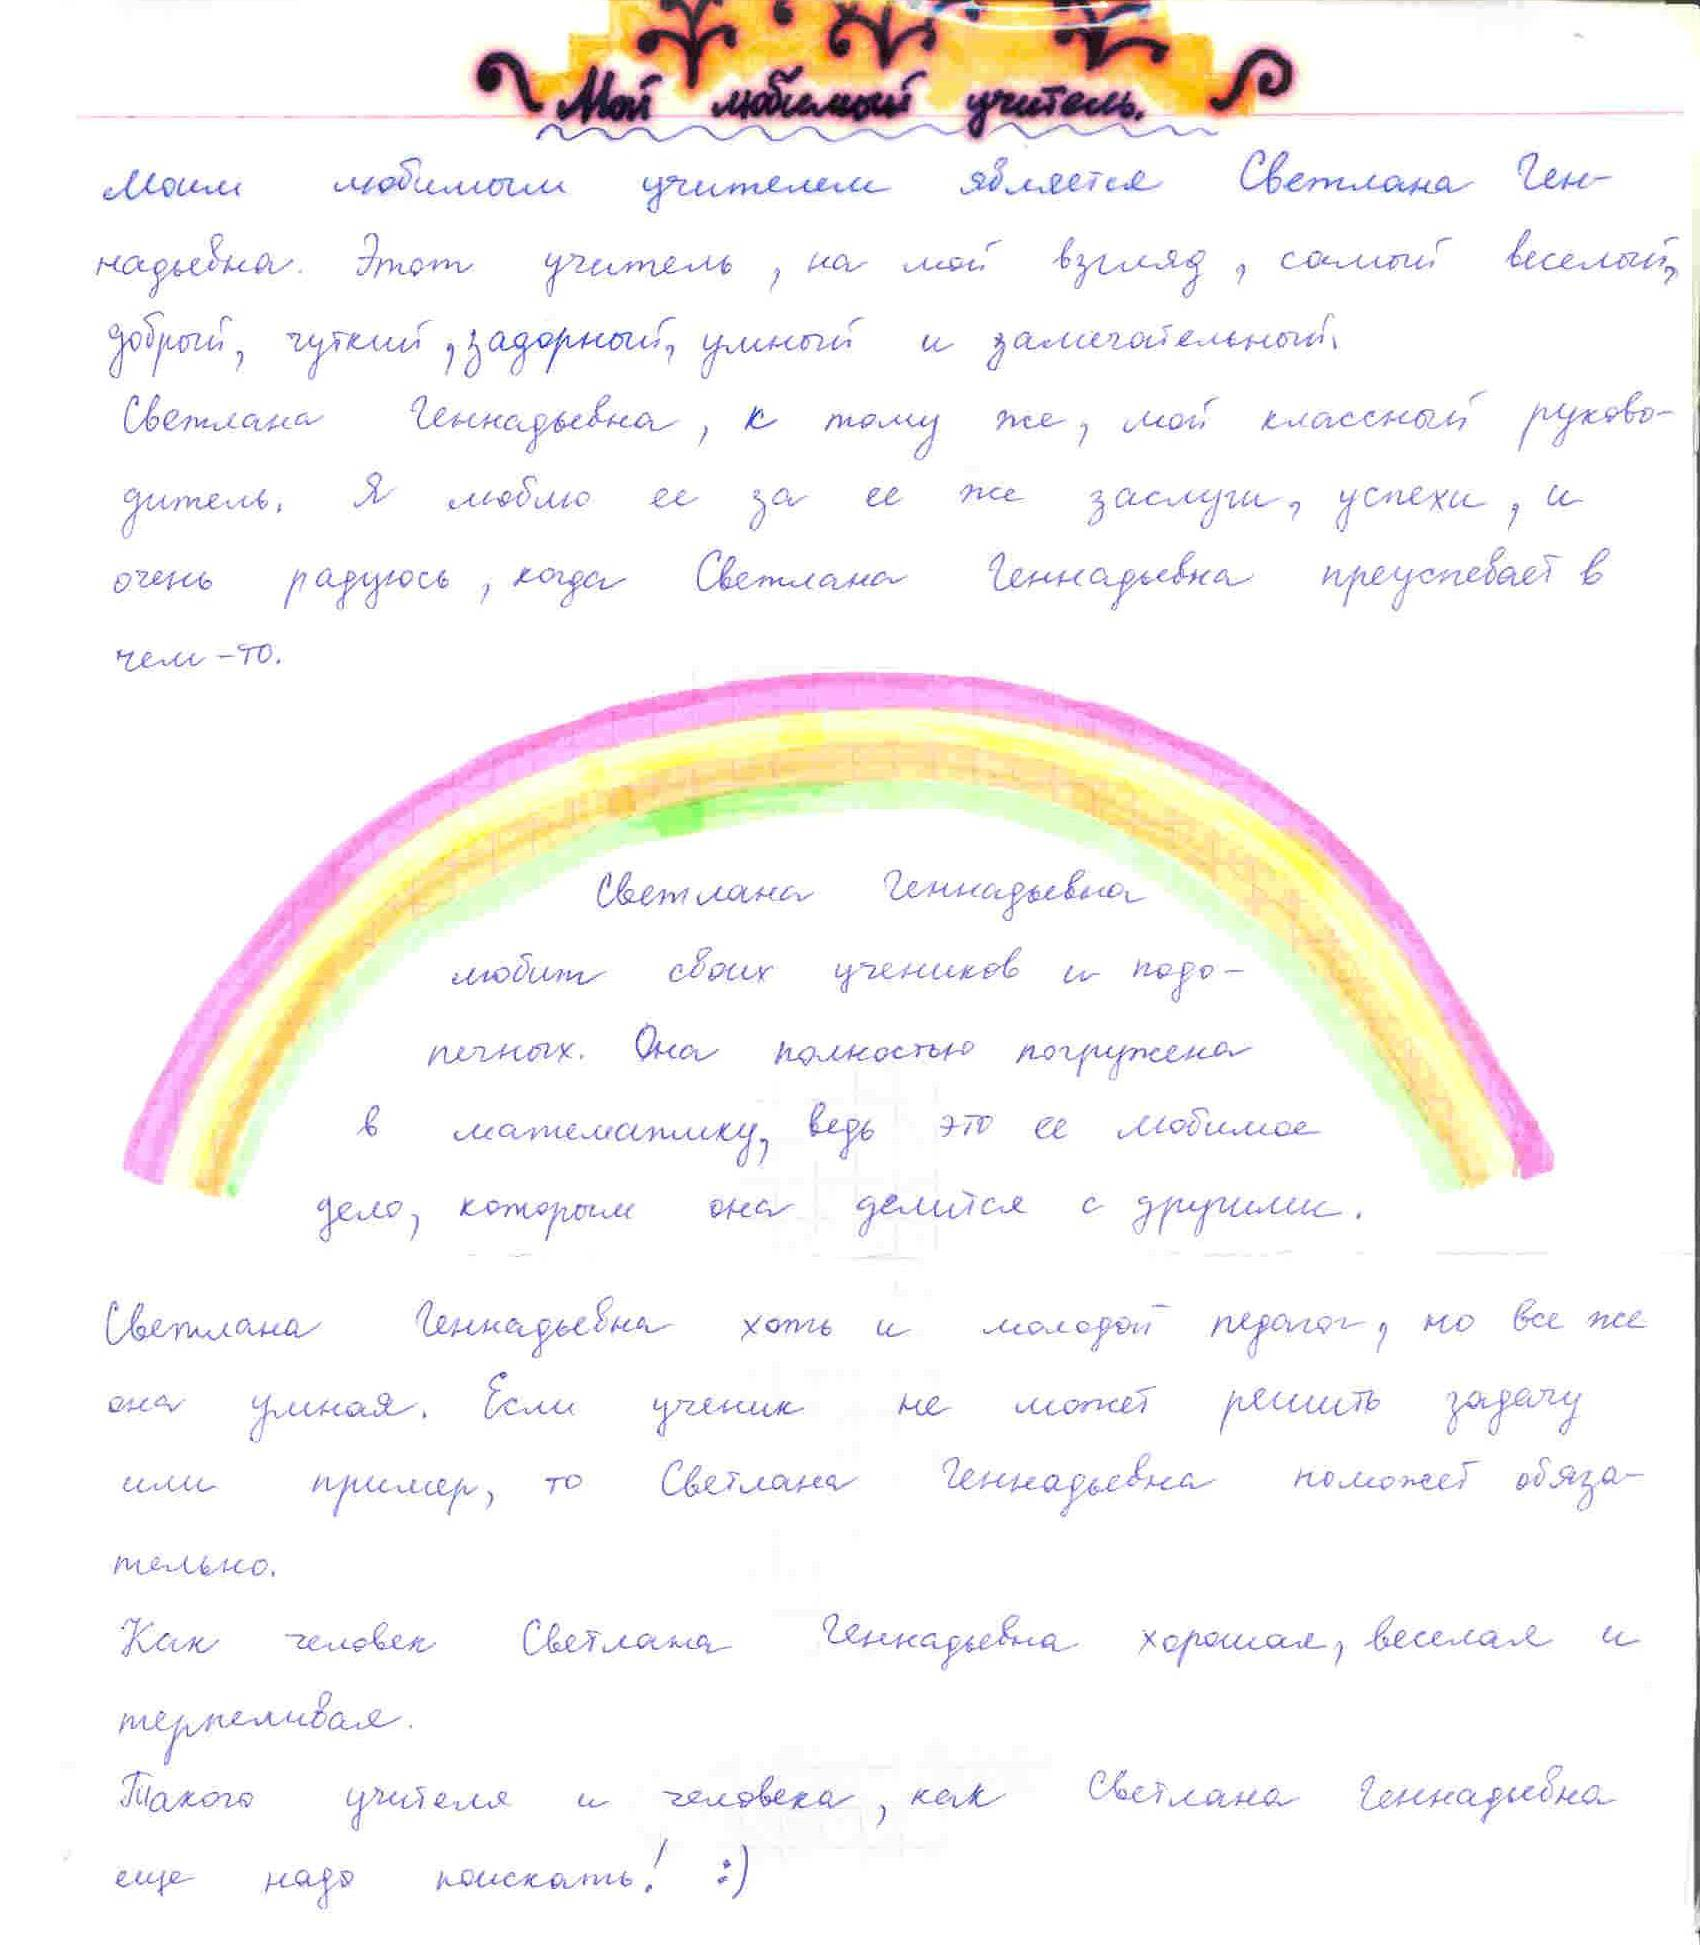 Мой любимый учитель.
Моим любимым учителем является Светлана Ген-
надьевна. Этот учитель, на мой взгляд, самый веселый,
добрый, чуткий, задорный, умный и замечательный.
Светлана Геннадьевна, к тому же, мой классный руково-
дитель. Я люблю ее за ее же заслуги, успехи, и
очень радуюсь, когда Светлана Геннадьевна преуспевает в
чем-то.
Светлана Геннадьевна
любит своих учеников и подо-
печных. Она полностью погружена
в математику, ведь это ее любимое
дело, которым она делится с другими.
Светлана Геннадьевна хоть и молодой педагог, но все же
она умная. Если ученик не может решить задачу
или пример, то Светлана Геннадьевна поможет обяза-
тельно.
Как человек Светлана Геннадьевна хорошая, веселая и
терпеливая.
Такого учителя и человека, как Светлана Геннадьевна
еще надо поискать! :)